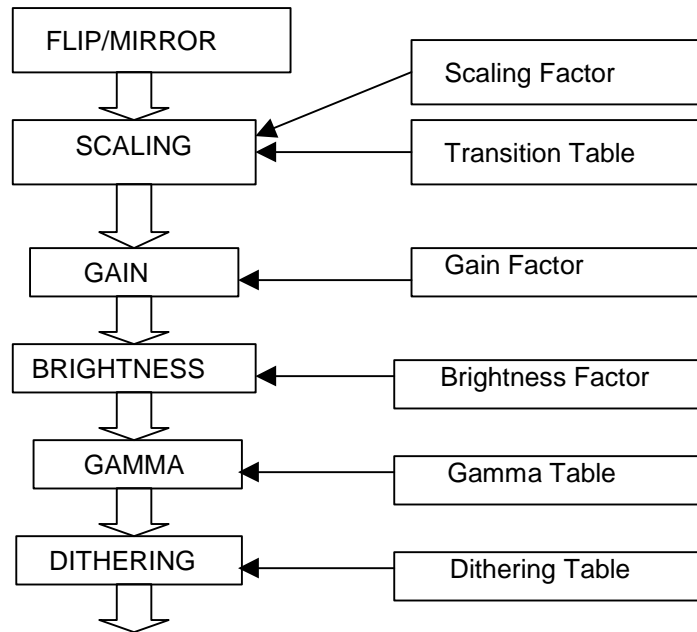 FLIP/MIRROR
Scaling Factor
SCALING
Transition Table
GAIN
Gain Factor
BRIGHTNESS
Brightness Factor
GAMMA
Gamma Table
DITHERING
Dithering Table